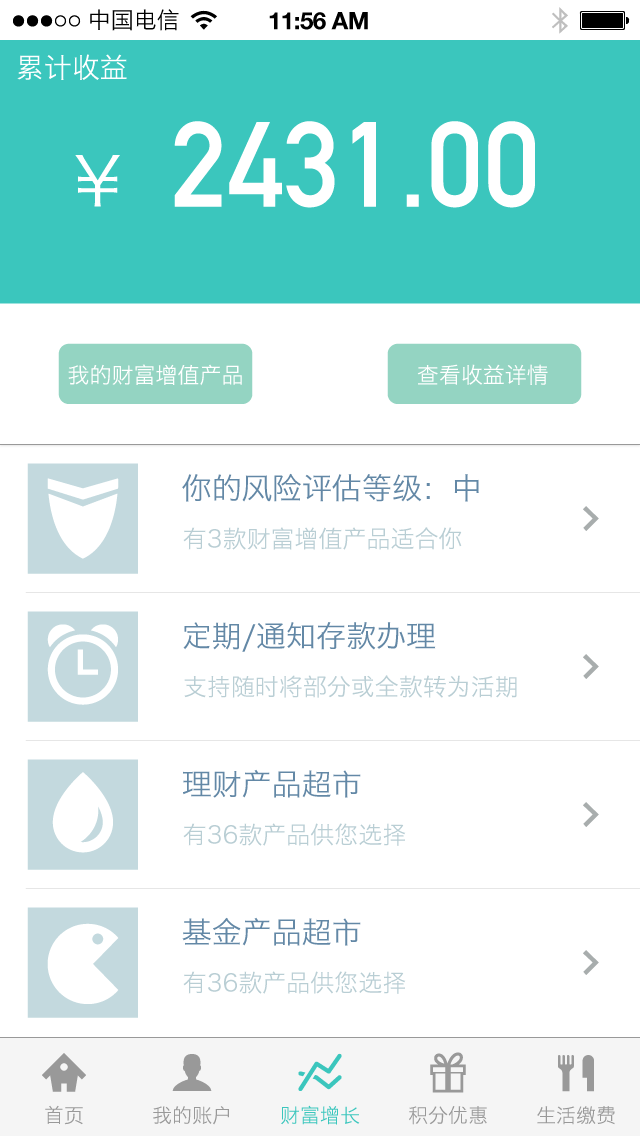 中国电信 11:56 AM
累计收益
¥ 2431.00
我的财富增值产品 查看收益详情
你的风险评估等级：中
有3款财富增值产品适合你
定期/通知存款办理
支持随时将部分或全款转为活期
理财产品超市
有36款产品供您选择
基金产品超市
有36款产品供您选择
首页 我的账户 财富增长 积分优惠 生活缴费